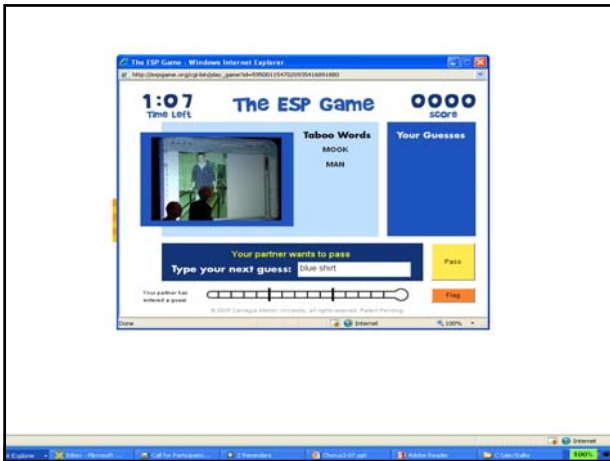 The ESP Game - Windows Internet Explorer
1:07
Time Left
The ESP Game
0000
score
Taboo Words
MOOK
MAN
Your Guesses
Your partner wants to pass
Type your next guess: blue shirt
Pass
Your partner has
entered a guess
Flag
Done
Internet
100%
Internet
Explorer
Inbox - Microsoft
Call for Participatio...
2 Reminders
Adobe Reader
100%